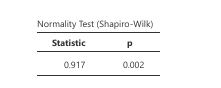 Normality Test (Shapiro-Wilk)
Statistic p
0.917 0.002